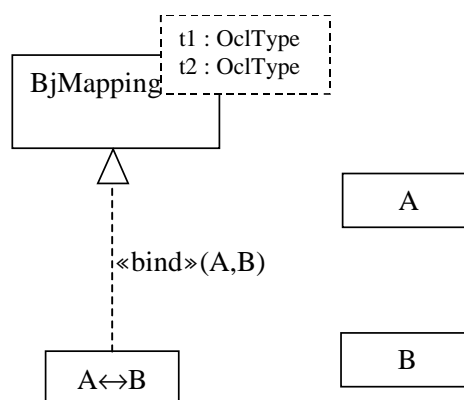 t1 : OclType
t2 : OclType
BjMapping
A
«bind»(A,B)
B
A↔B